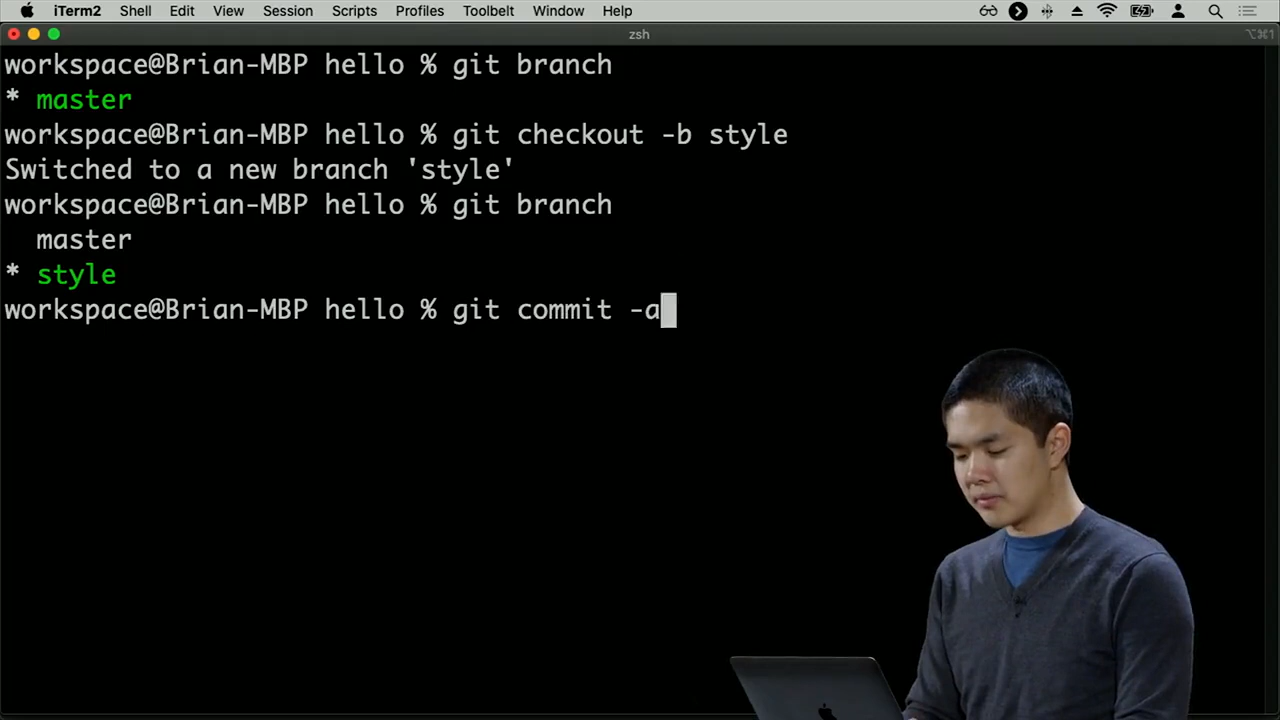 iTerm2 Shell Edit View Session Scripts Profiles Toolbelt Window Help
zsh
⌥⌘1
workspace@Brian-MBP hello % git branch
* master
workspace@Brian-MBP hello % git checkout -b style
Switched to a new branch 'style'
workspace@Brian-MBP hello % git branch
master
* style
workspace@Brian-MBP hello % git commit -a